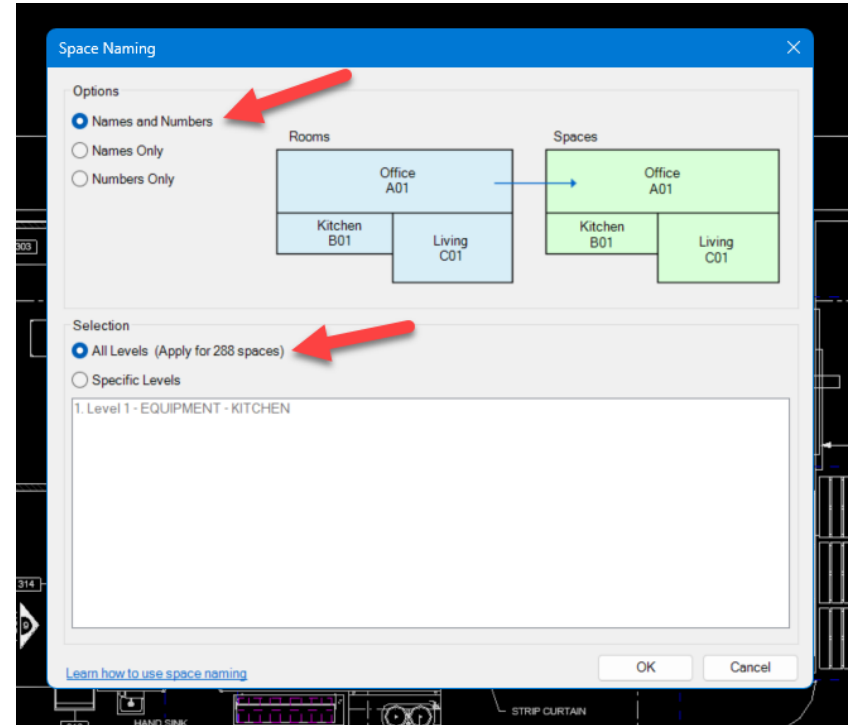 Space Naming
Options
Names and Numbers
Names Only
Numbers Only
Rooms
Office
A01
Kitchen
B01
Living
C01
Spaces
Office
A01
Kitchen
B01
Living
C01
303
Selection
All Levels (Apply for 288 spaces)
Specific Levels
1. Level 1 - EQUIPMENT - KITCHEN
314
Learn how to use space naming
OK
Cancel
HAND SINK
STRIP CURTAIN